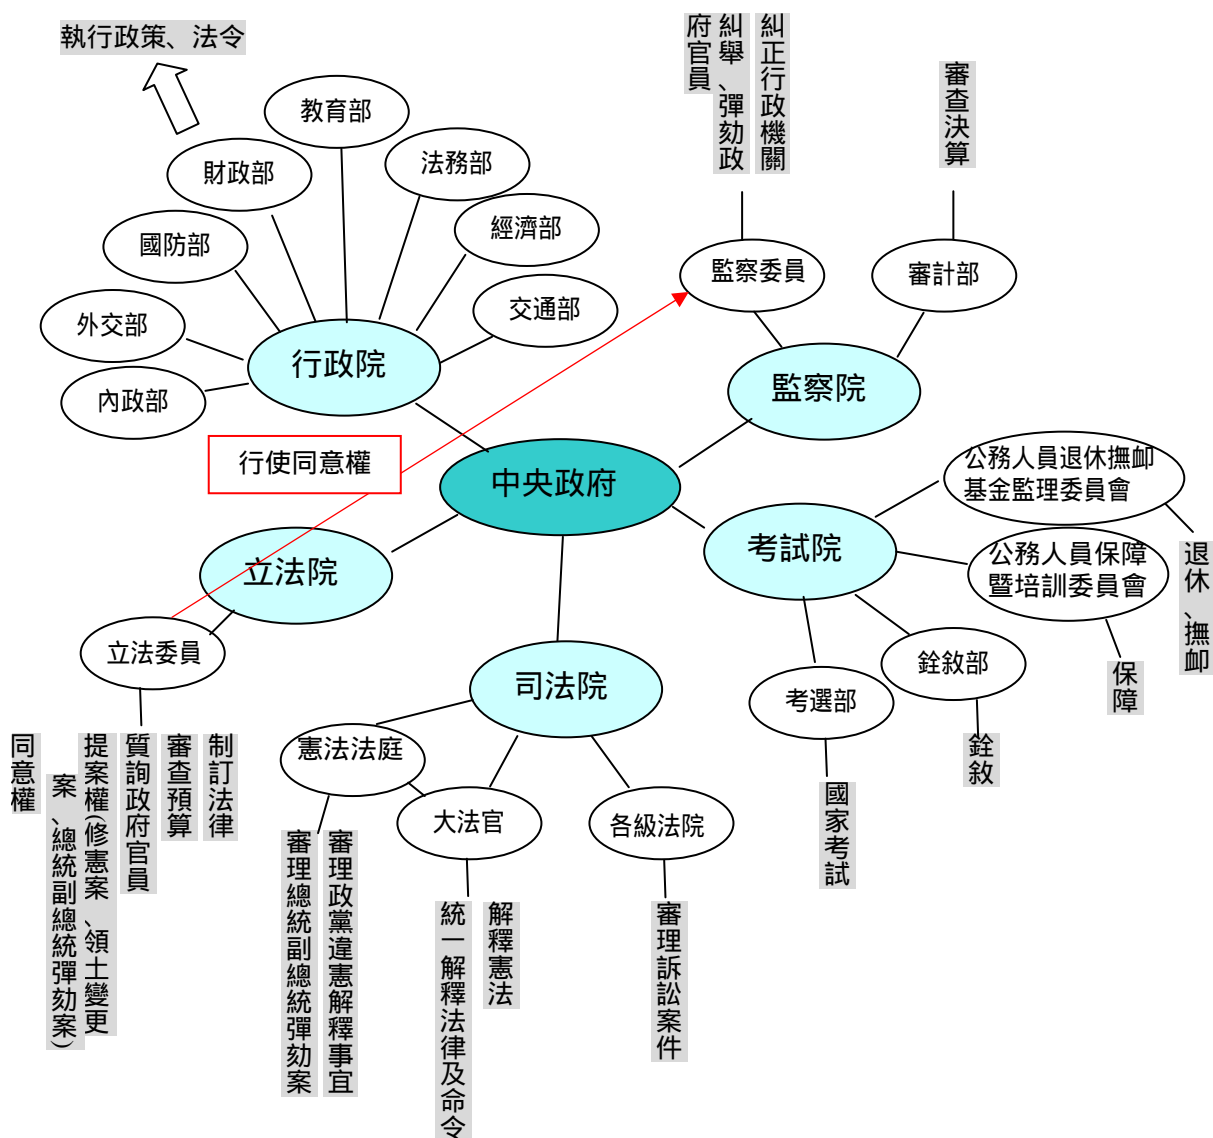 執行政策、法令
教育部
法務部
財政部
經濟部
國防部
交通部
外交部
內政部
行政院
糾正行政機關
糾舉、彈劾政
府官員
審查決算
監察委員
審計部
監察院
行使同意權
中央政府
公務人員退休撫卹
基金監理委員會
公務人員保障
暨培訓委員會
考試院
退休、撫卹
保障
銓敘部
銓敘
考選部
國家考試
立法院
立法委員
制訂法律
審查預算
質詢政府官員
提案權(修憲案、領土變更
案、總統副總統彈劾案)
同意權
司法院
憲法法庭
大法官
各級法院
審理政黨違憲解釋事宜
審理總統副總統彈劾案
解釋憲法
統一解釋法律及命令
審理訴訟案件